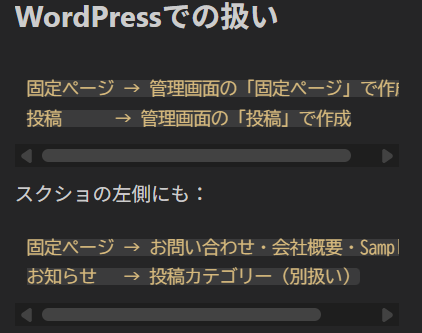 WordPressでの扱い
固定ページ → 管理画面の「固定ページ」で作
投稿　　　→ 管理画面の「投稿」で作成
スクショの左側にも：
固定ページ → お問い合わせ・会社概要・Samp
お知らせ　→ 投稿カテゴリー（別扱い）